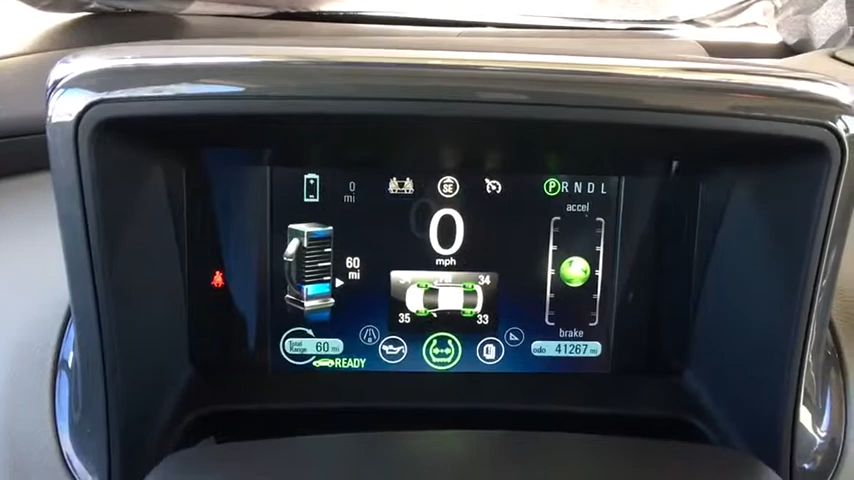 0
mi
SE
P R N D L
accel
0
mph
60
mi
34
35
33
brake
Total
Range
60 mi
READY
odo 41267 mi